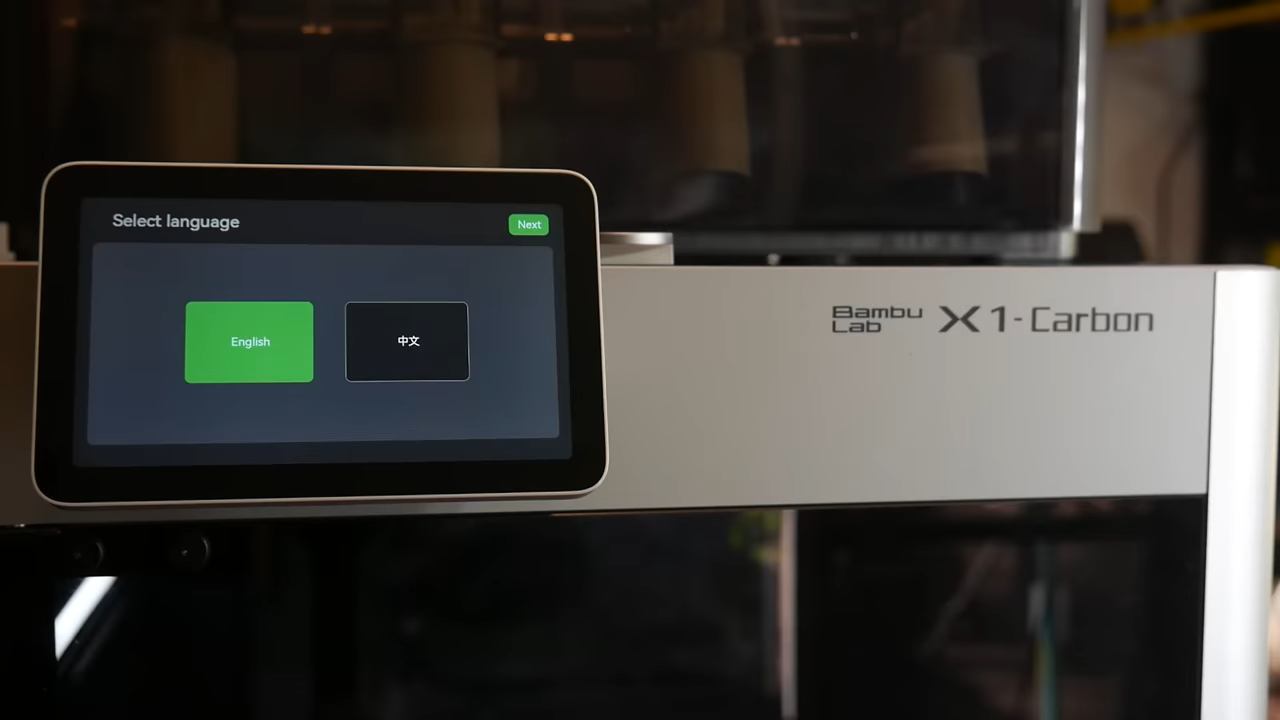 Select language
Next
English
中文
Bambu
Lab
X1-Carbon